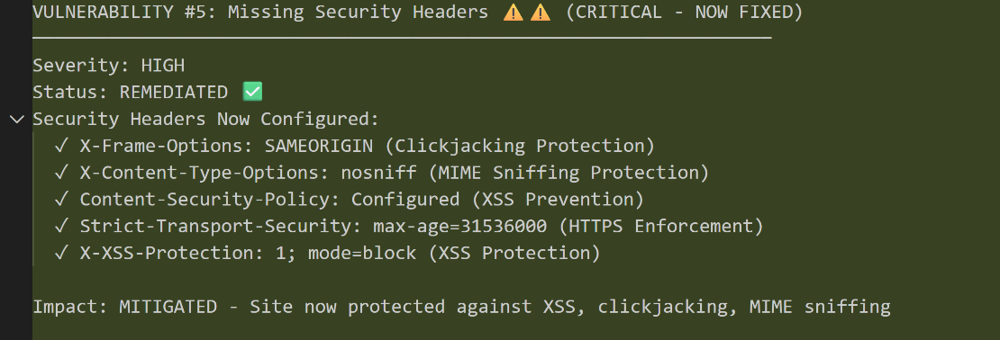 VULNERABILITY #5: Missing Security Headers ⚠️⚠️ (CRITICAL - NOW FIXED)
Severity: HIGH
Status: REMEDIATED ✅
Security Headers Now Configured:
✓ X-Frame-Options: SAMEORIGIN (Clickjacking Protection)
✓ X-Content-Type-Options: nosniff (MIME Sniffing Protection)
✓ Content-Security-Policy: Configured (XSS Prevention)
✓ Strict-Transport-Security: max-age=31536000 (HTTPS Enforcement)
✓ X-XSS-Protection: 1; mode=block (XSS Protection)
Impact: MITIGATED - Site now protected against XSS, clickjacking, MIME sniffing